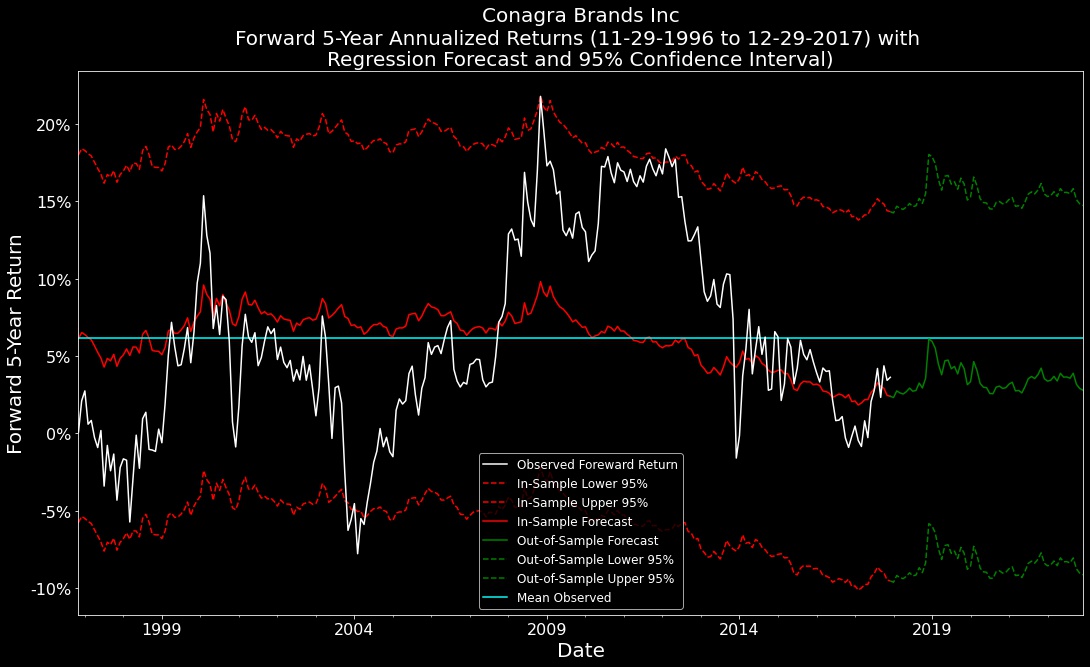 Conagra Brands Inc
Forward 5-Year Annualized Returns (11-29-1996 to 12-29-2017) with
Regression Forecast and 95% Confidence Interval)
Forward 5-Year Return
20%
15%
10%
5%
0%
-5%
-10%
Observed Foreward Return
In-Sample Lower 95%
In-Sample Upper 95%
In-Sample Forecast
Out-of-Sample Forecast
Out-of-Sample Lower 95%
Out-of-Sample Upper 95%
Mean Observed
1999 2004 2009 2014 2019
Date